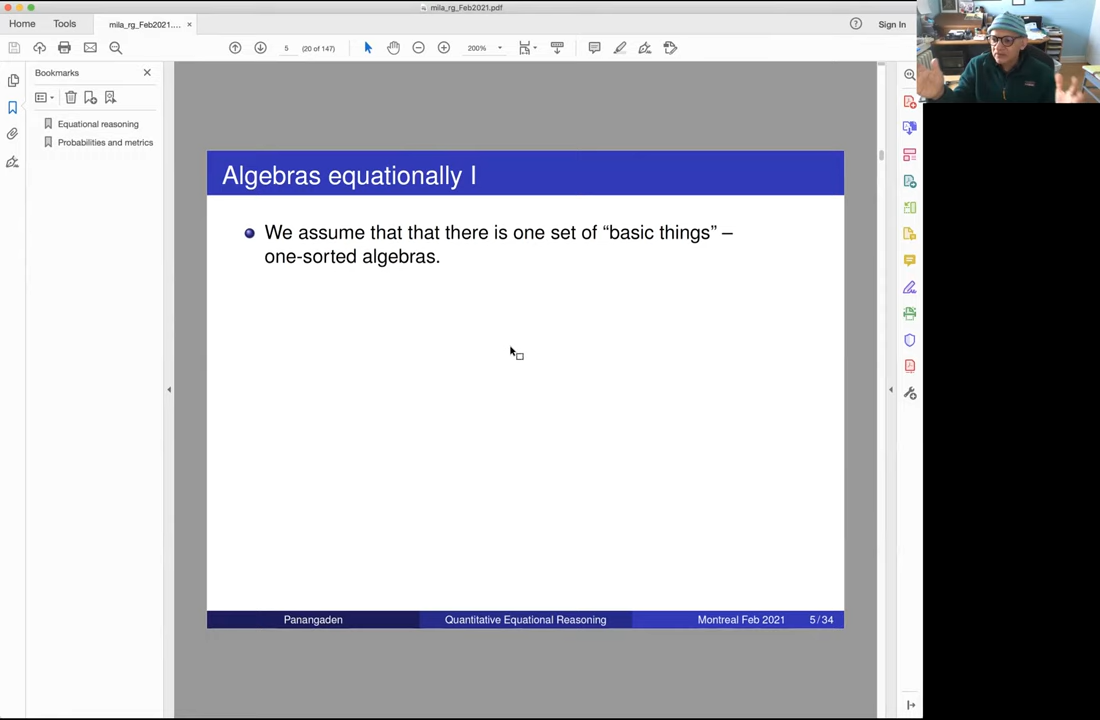 mila_rg_Feb2021.pdf
Home
Tools
mila_rg_Feb2021....
×
Sign In
5
(20 of 147)
200%
Bookmarks
Equational reasoning
Probabilities and metrics
Algebras equationally I
We assume that that there is one set of “basic things” –
one-sorted algebras.
Panangaden
Quantitative Equational Reasoning
Montreal Feb 2021
5 / 34